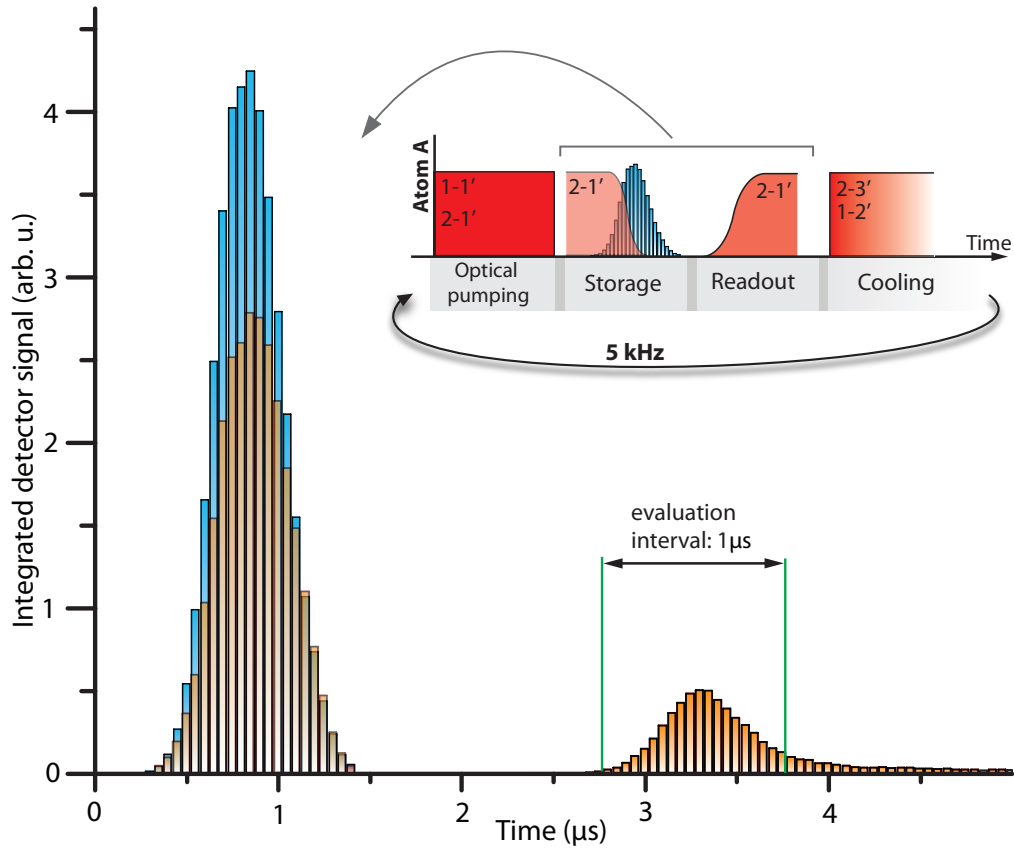 Integrated detector signal (arb. u.)
4
3
2
1
0
0
1
2
3
4
Time (µs)
evaluation
interval: 1µs
Atom A
1-1’
2-1’
2-1’
2-1’
2-3’
1-2’
Time
Optical
pumping
Storage
Readout
Cooling
5 kHz